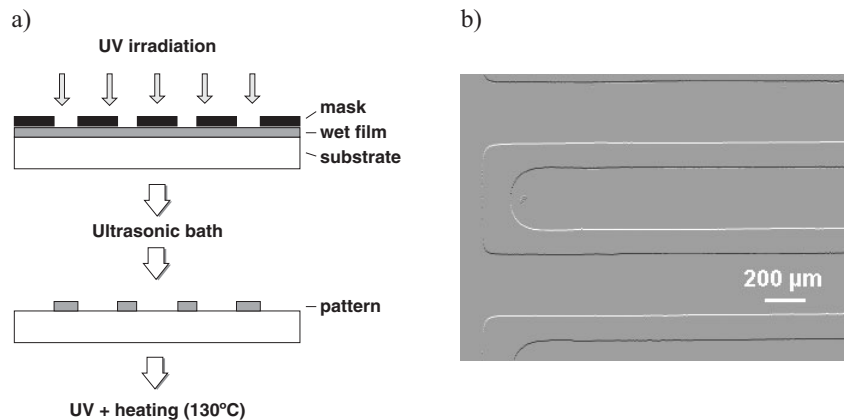 a)
UV irradiation
mask
wet film
substrate
Ultrasonic bath
pattern
UV + heating (130ºC)
b)
200 µm